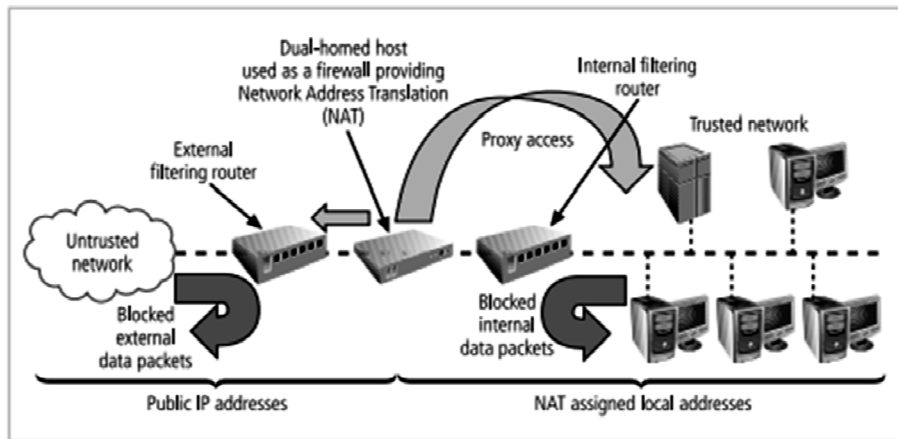 Dual-homed host
used as a firewall providing
Network Address Translation
(NAT)
Internal filtering
router
Proxy access
Trusted network
External
filtering router
Untrusted
network
Blocked
external
data packets
Blocked
internal
data packets
Public IP addresses
NAT assigned local addresses